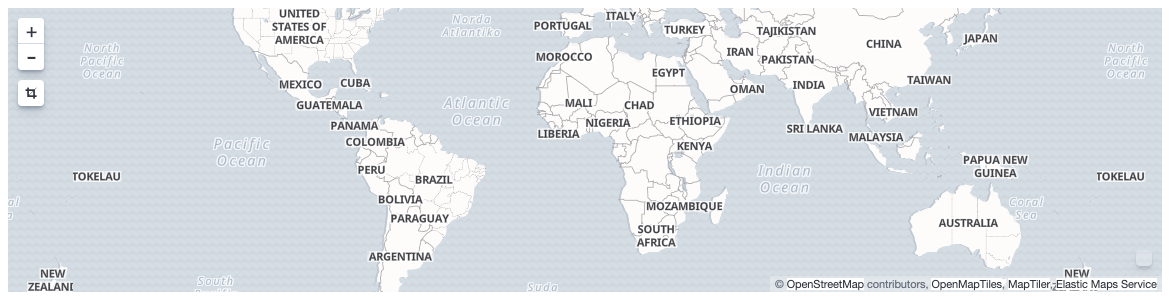 UNITED
STATES OF
AMERICA
Norda
Atlantiko
PORTUGAL
ITALY
TURKEY
TAJIKISTAN
CHINA
JAPAN
North
Pacific
Ocean
North
Pacific
Ocean
MOROCCO
IRAN
PAKISTAN
MEXICO
CUBA
EGYPT
OMAN
INDIA
TAIWAN
GUATEMALA
Atlantic
Ocean
MALI
CHAD
VIETNAM
PANAMA
LIBERIA
NIGERIA
ETHIOPIA
SRI LANKA
MALAYSIA
COLOMBIA
KENYA
Pacific
Ocean
PAPUA NEW
GUINEA
TOKELAU
PERU
BRAZIL
Indian
Ocean
TOKELAU
BOLIVIA
MOZAMBIQUE
Coral
Sea
al
a
PARAGUAY
SOUTH
AFRICA
AUSTRALIA
ARGENTINA
NEW
ZEALANI
South
Suda
NEW
© OpenStreetMap contributors, OpenMapTiles, MapTiler, Elastic Maps Service